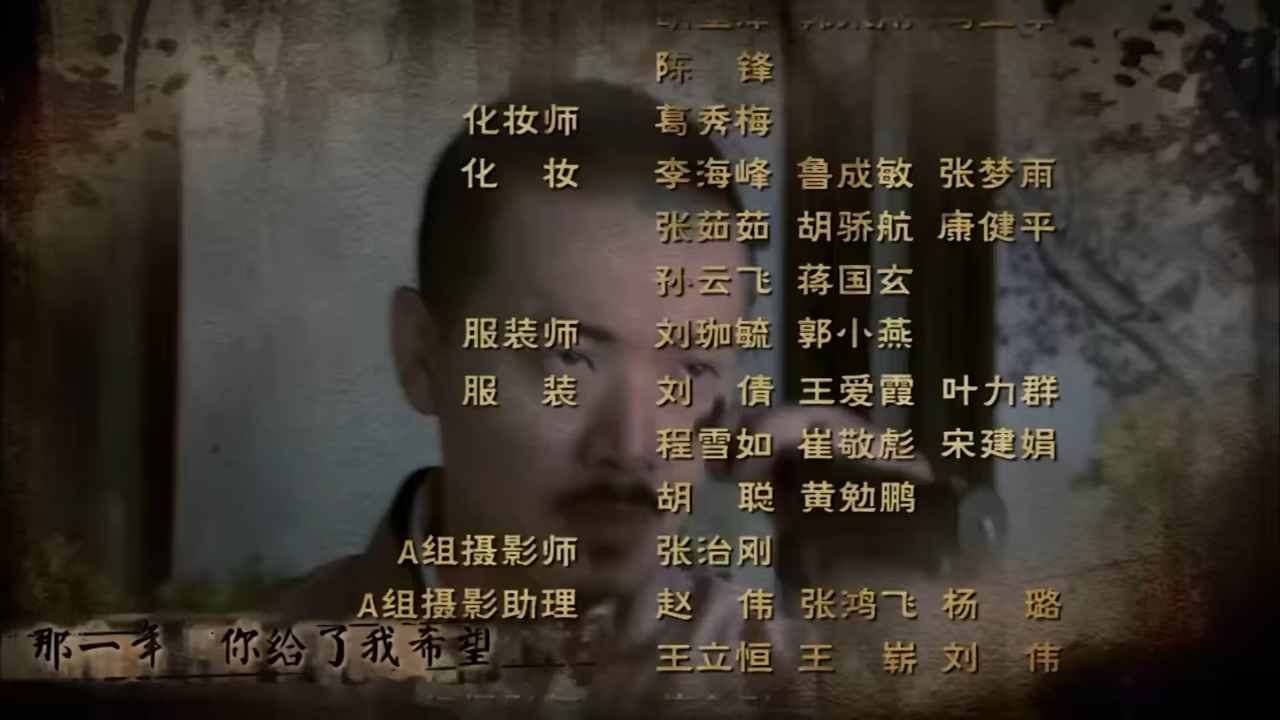 陈 锋
化妆师 葛秀梅
化 妆 李海峰 鲁成敏 张梦雨
张茹茹 胡骄航 康健平
孙云飞 蒋国玄
服装师 刘珈毓 郭小燕
服 装 刘 倩 王爱霞 叶力群
程雪如 崔敬彪 宋建娟
胡 聪 黄勉鹏
A组摄影师 张治刚
A组摄影助理 赵 伟 张鸿飞 杨 璐
王立恒 王 崭 刘 伟
那一年 你给了我希望